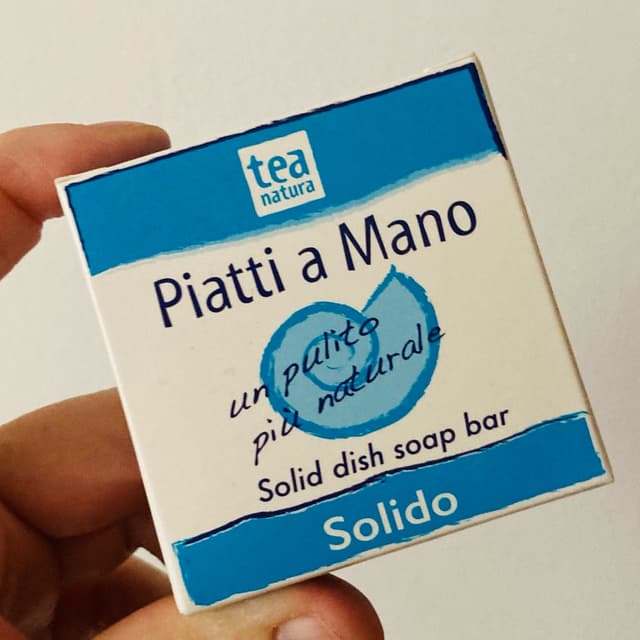 tea
natura
Piatti a Mano
un pulito
più naturale
Solid dish soap bar
Solido